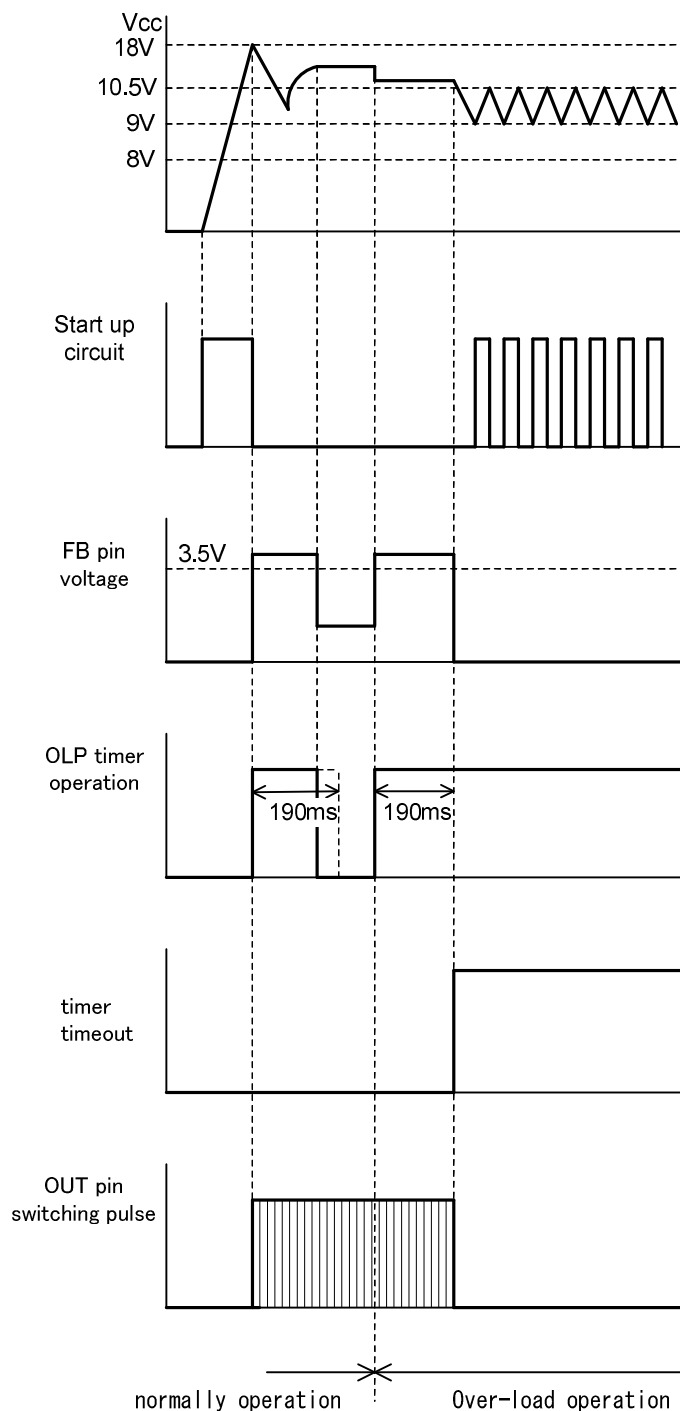 Vcc
18V
10.5V
9V
8V
Start up
circuit
FB pin
voltage
3.5V
OLP timer
operation
190ms
190ms
timer
timeout
OUT pin
switching pulse
normally operation
Over-load operation